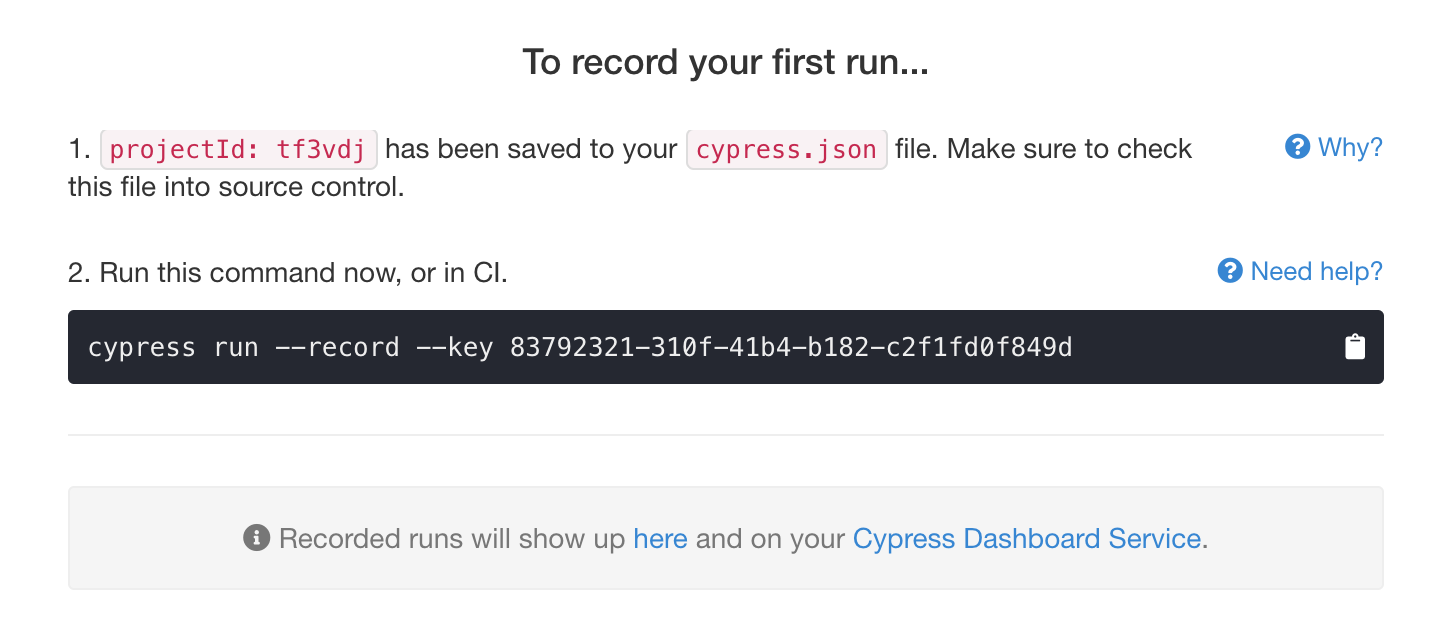 To record your first run...
1. projectId: tf3vdj has been saved to your cypress.json file. Make sure to check
Why?
this file into source control.
2. Run this command now, or in CI.
Need help?
cypress run --record --key 83792321-310f-41b4-b182-c2f1fd0f849d
Recorded runs will show up here and on your Cypress Dashboard Service.